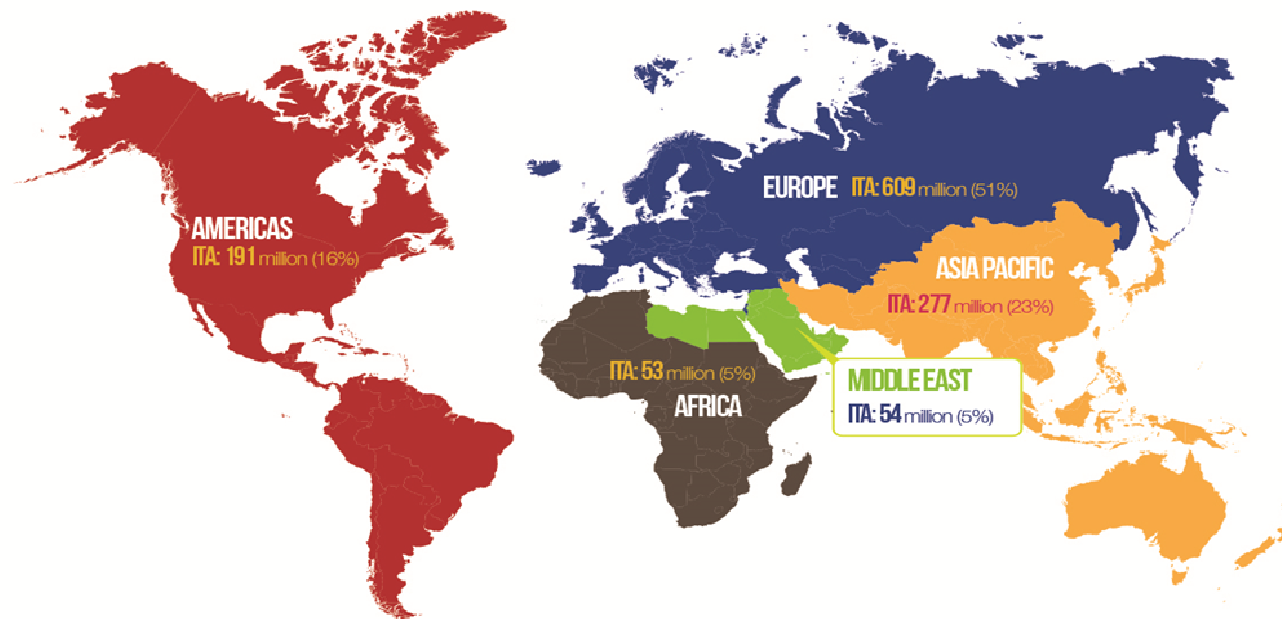 AMERICAS
ITA: 191 million (16%)
EUROPE ITA: 609 million (51%)
ASIA PACIFIC
ITA: 277 million (23%)
ITA: 53 million (5%)
AFRICA
MIDDLE EAST
ITA: 54 million (5%)